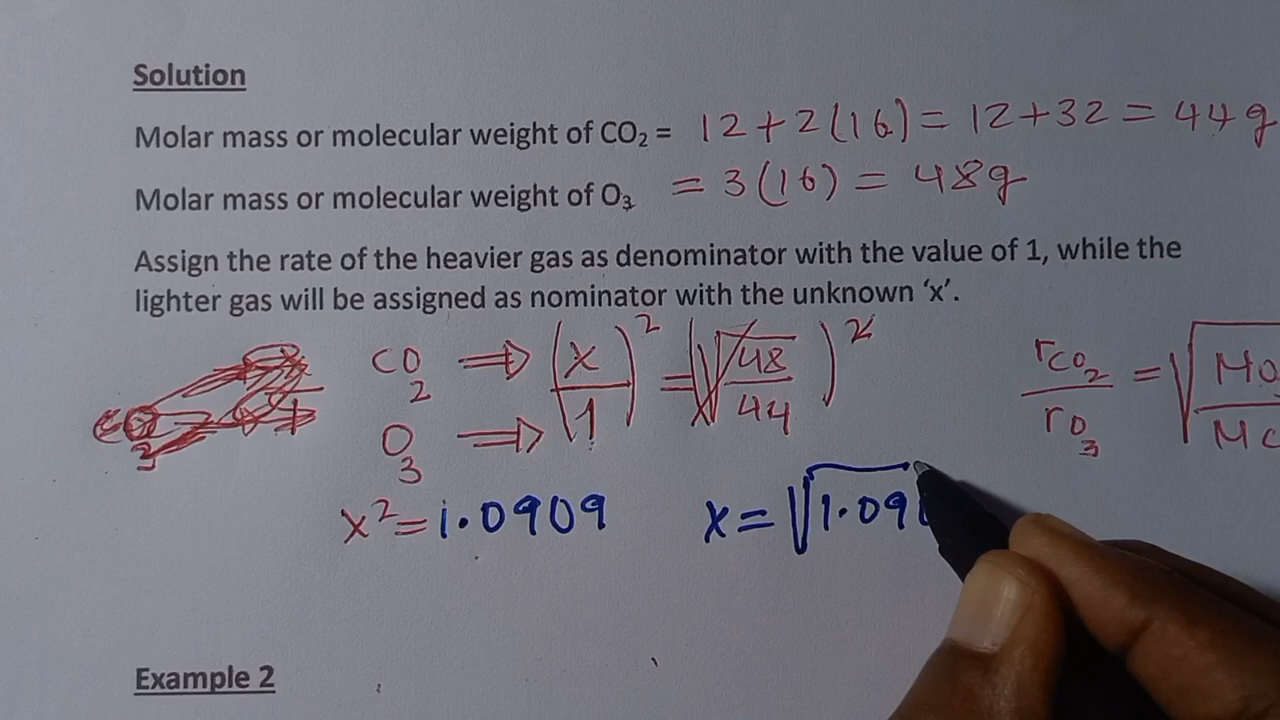 Solution
Molar mass or molecular weight of CO₂ = 12+2(16) = 12+32 = 44g
Molar mass or molecular weight of O₃ = 3(16) = 48g
Assign the rate of the heavier gas as denominator with the value of 1, while the
lighter gas will be assigned as nominator with the unknown ‘x’.
CO₂ ⇒ (x/1)² = (√48/44)²
O₃ ⇒
rCO₂/rO₃ = √
x² = 1.0909 x = √1.09
Example 2